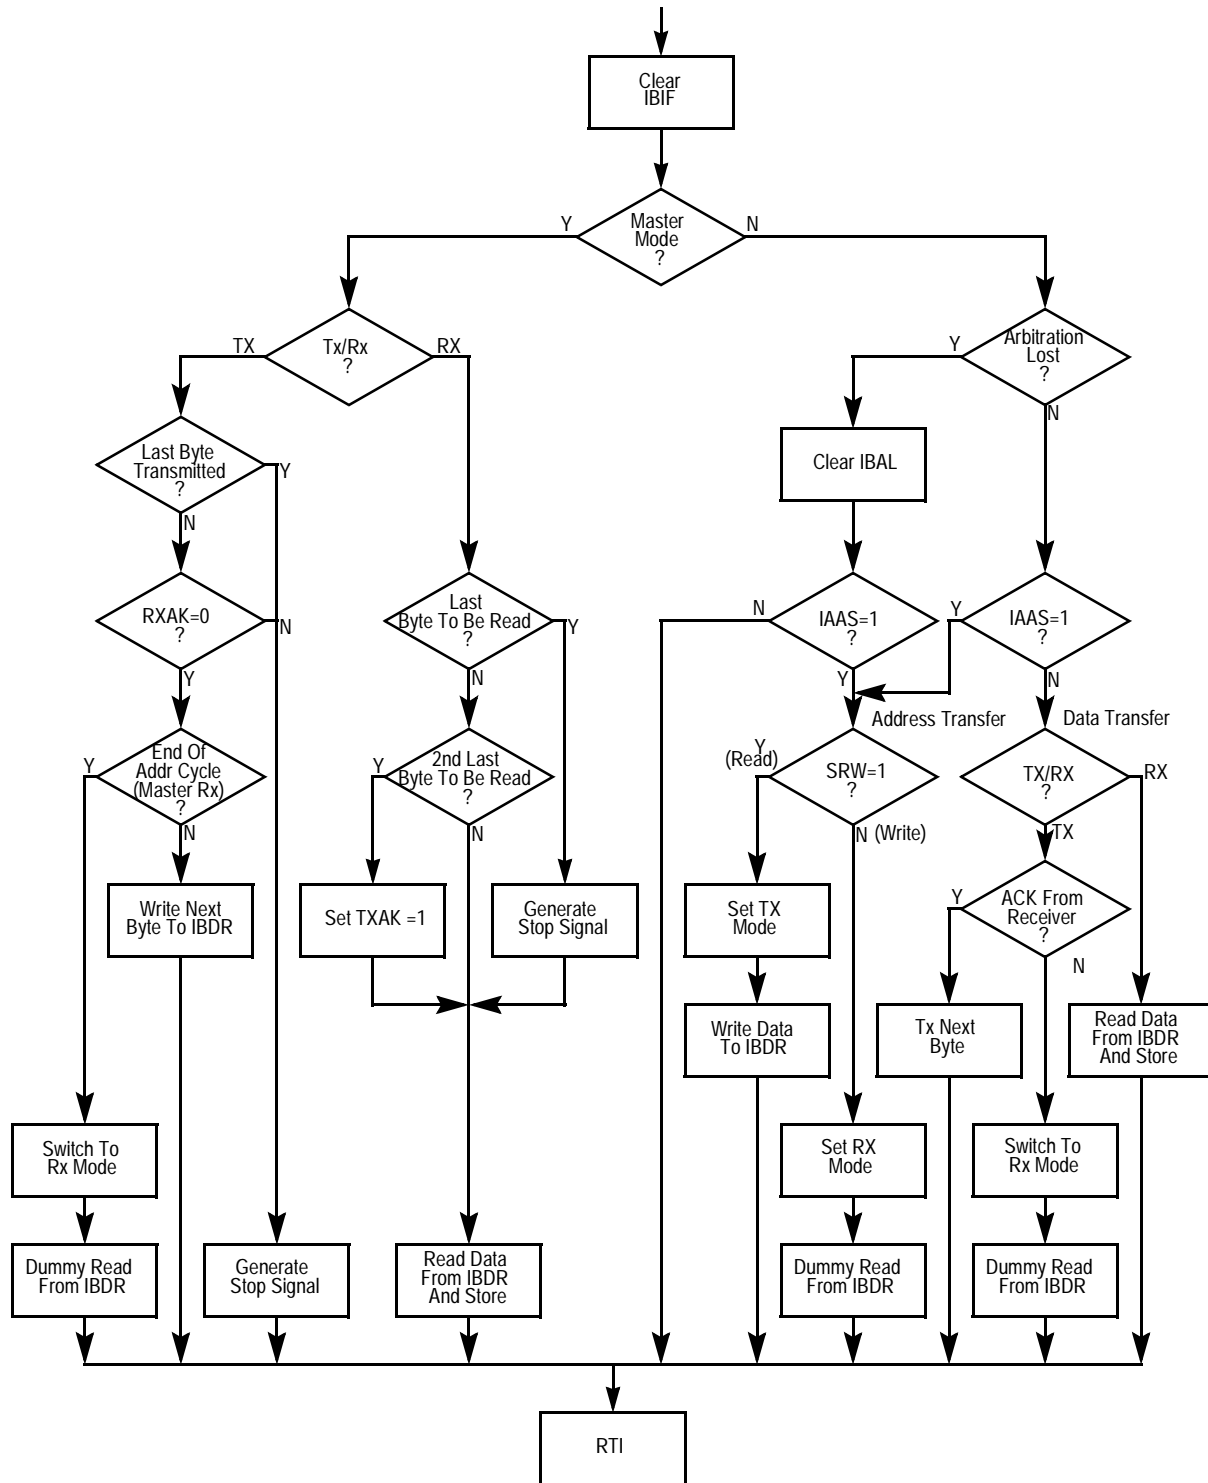 Clear
IBIF
Y
Master
Mode
?
N
TX
Tx/Rx
?
RX
Y
Arbitration
Lost
?
N
Last Byte
Transmitted
?
Y
N
Clear IBAL
RXAK=0
?
N
Y
Last
Byte To Be Read
?
Y
N
N
IAAS=1
?
Y
Y
IAAS=1
?
N
Address Transfer
Data Transfer
Y
End Of
Addr Cycle
(Master Rx)
?
N
Y
2nd Last
Byte To Be Read
?
N
Y
(Read)
SRW=1
?
N (Write)
TX/RX
?
RX
TX
Write Next
Byte To IBDR
Set TXAK =1
Generate
Stop Signal
Set TX
Mode
Y
ACK From
Receiver
?
N
Write Data
To IBDR
Tx Next
Byte
Read Data
From IBDR
And Store
Switch To
Rx Mode
Set RX
Mode
Switch To
Rx Mode
Dummy Read
From IBDR
Generate
Stop Signal
Read Data
From IBDR
And Store
Dummy Read
From IBDR
Dummy Read
From IBDR
RTI